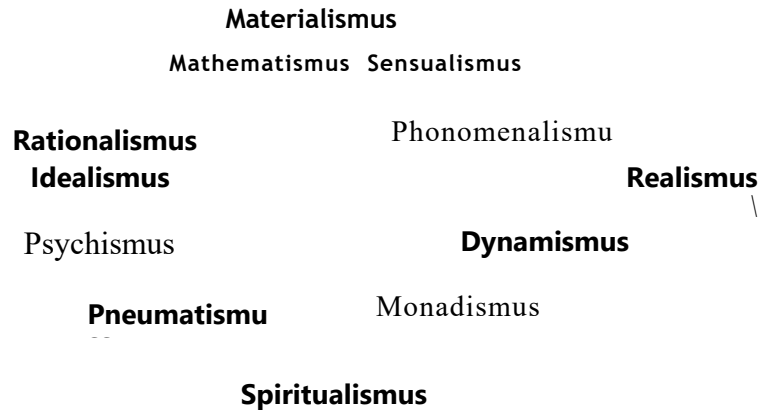 Materialismus
Mathematismus Sensualismus
Rationalismus Phonomenalismu
Idealismus Realismus
\
Psychismus Dynamismus
Pneumatismu Monadismus
Spiritualismus